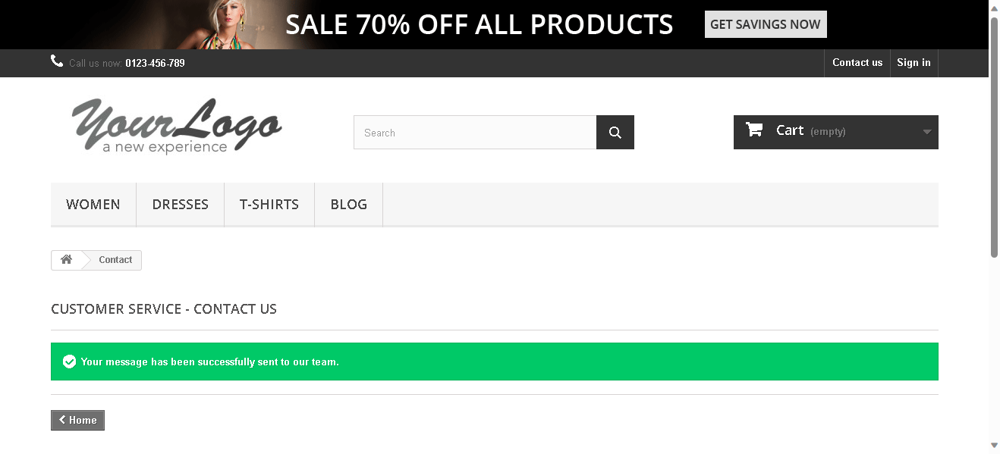 SALE 70% OFF ALL PRODUCTS GET SAVINGS NOW
Call us now: 0123-456-789 Contact us Sign in
YourLogo
a new experience
Search
Cart (empty)
WOMEN DRESSES T-SHIRTS BLOG
Contact
CUSTOMER SERVICE - CONTACT US
Your message has been successfully sent to our team.
Home